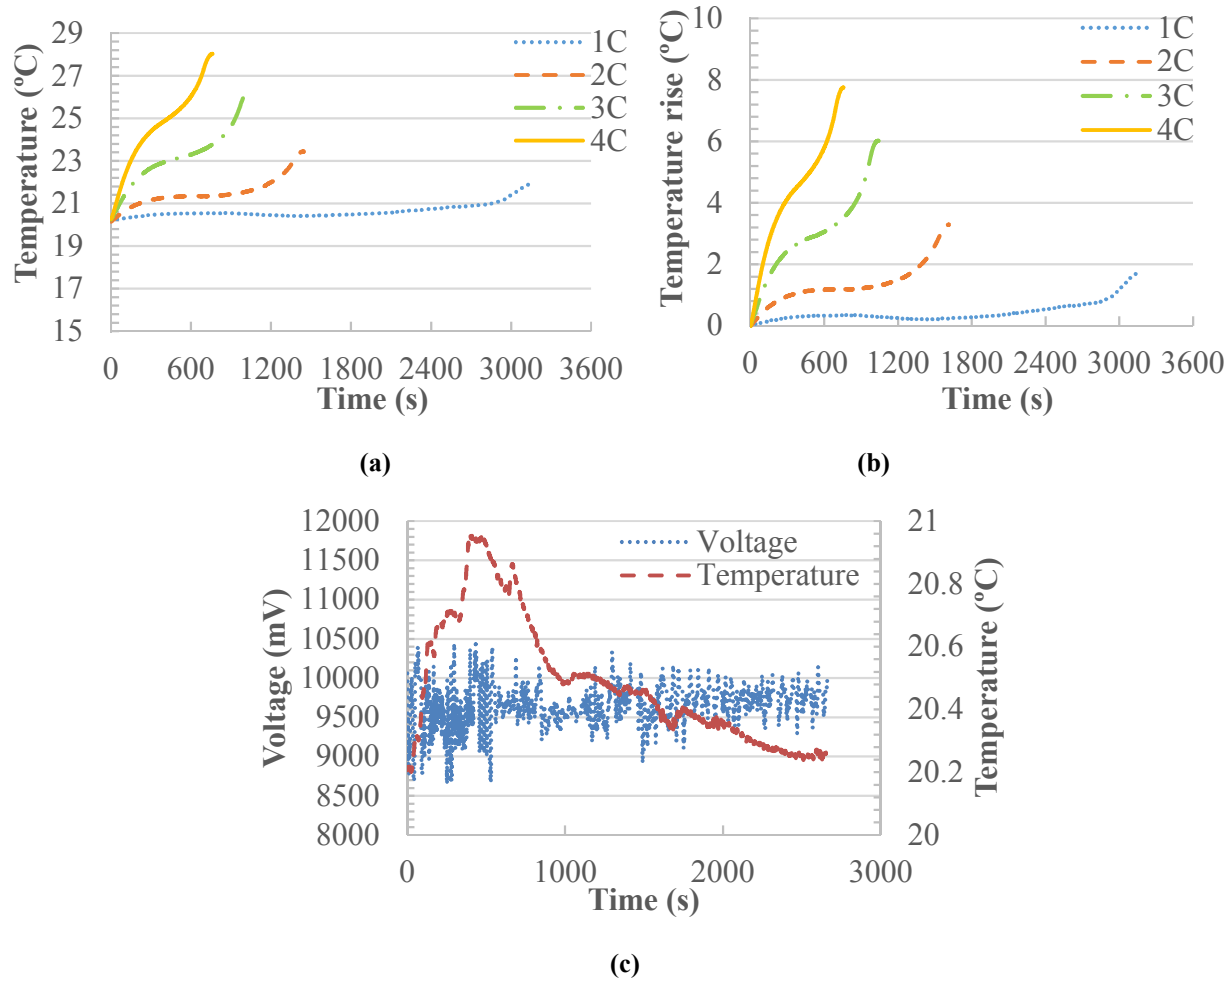 Temperature (ºC)
29
27
25
23
21
19
17
15
0 600 1200 1800 2400 3000 3600
Time (s)
1C
2C
3C
4C
(a)
Temperature rise (ºC)
10
8
6
4
2
0
0 600 1200 1800 2400 3000 3600
Time (s)
1C
2C
3C
4C
(b)
Voltage (mV)
12000
11500
11000
10500
10000
9500
9000
8500
8000
0 1000 2000 3000
Time (s)
Voltage
Temperature
21
20.8
20.6
20.4
20.2
20
Temperature (ºC)
(c)